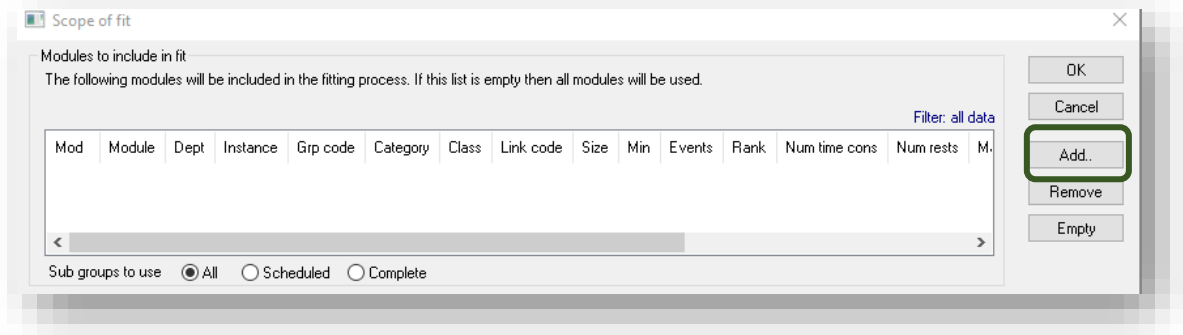 Scope of fit
Modules to include in fit
The following modules will be included in the fitting process. If this list is empty then all modules will be used.
Filter: all data
Mod Module Dept Instance Grp code Category Class Link code Size Min Events Rank Num time cons Num rests M
Sub groups to use All Scheduled Complete
OK
Cancel
Add..
Remove
Empty